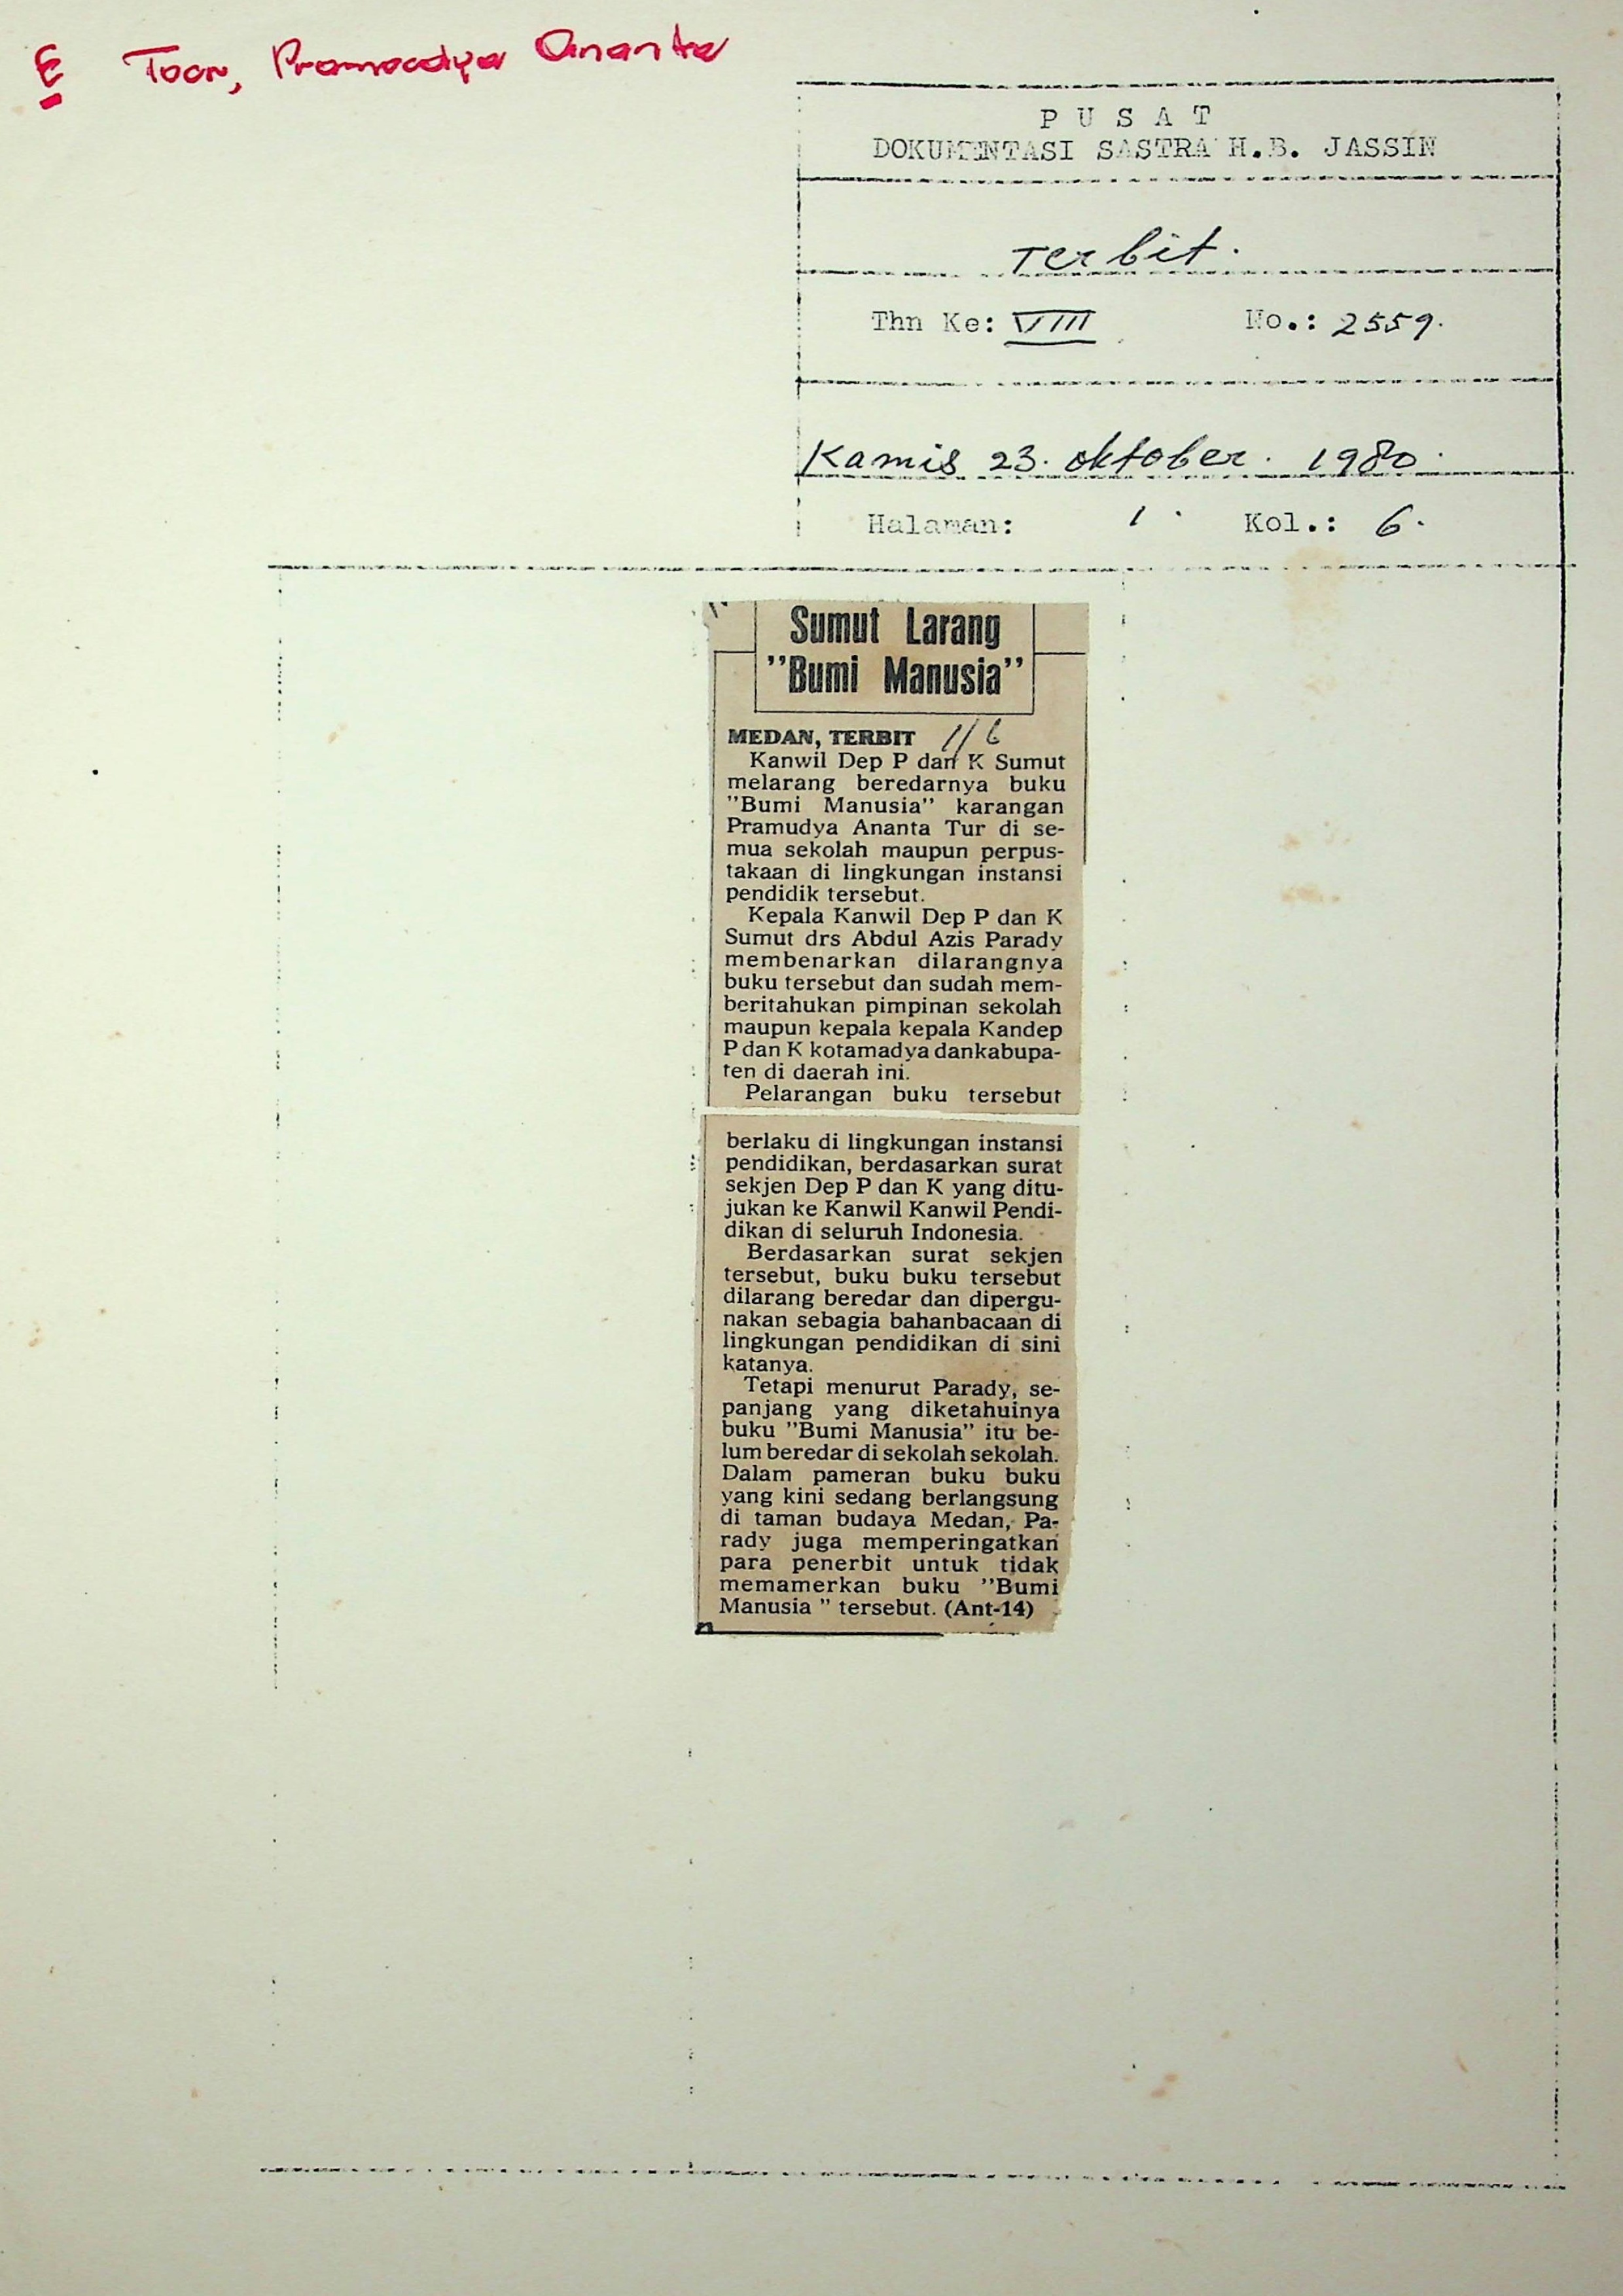 E Toer, Pramoedya Ananta
P U S A T
DOKUMENTASI SASTRA H.B. JASSIN
Terbit.
Thn Ke: VIII No.: 2559.
Kamis 23. oktober. 1980.
Halaman: 1. Kol.: 6.
Sumut Larang
"Bumi Manusia"
MEDAN, TERBIT 1/6
Kanwil Dep P dan K Sumut
melarang beredarnya buku
"Bumi Manusia" karangan
Pramudya Ananta Tur di se-
mua sekolah maupun perpus-
takaan di lingkungan instansi
pendidik tersebut.
Kepala Kanwil Dep P dan K
Sumut drs Abdul Azis Parady
membenarkan dilarangnya
buku tersebut dan sudah mem-
beritahukan pimpinan sekolah
maupun kepala kepala Kandep
P dan K kotamadya dankabupa-
ten di daerah ini.
Pelarangan buku tersebut
berlaku di lingkungan instansi
pendidikan, berdasarkan surat
sekjen Dep P dan K yang ditu-
jukan ke Kanwil Kanwil Pendi-
dikan di seluruh Indonesia.
Berdasarkan surat sekjen
tersebut, buku buku tersebut
dilarang beredar dan dipergu-
nakan sebagia bahanbacaan di
lingkungan pendidikan di sini
katanya.
Tetapi menurut Parady, se-
panjang yang diketahuinya
buku "Bumi Manusia" itu be-
lum beredar di sekolah sekolah.
Dalam pameran buku buku
yang kini sedang berlangsung
di taman budaya Medan, Pa-
rady juga memperingatkan
para penerbit untuk tidak
memamerkan buku "Bumi
Manusia " tersebut. (Ant-14)